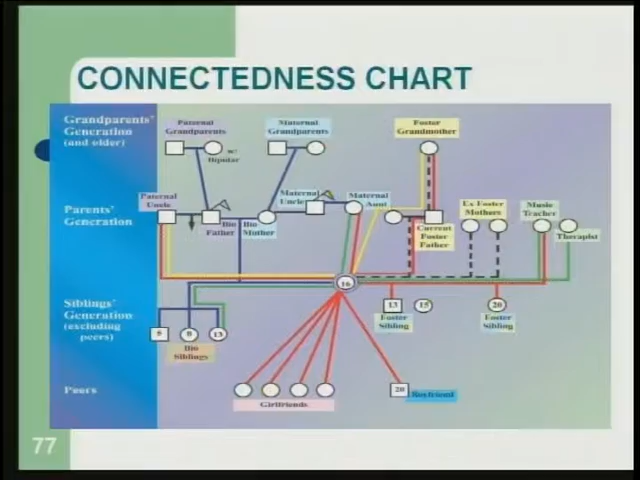 CONNECTEDNESS CHART
Grandparents'
Generation
(and older)
Paternal
Grandparents
Maternal
Grandparents
Foster
Grandmother
w/
Bipolar
Parents'
Generation
Paternal
Uncle
Bio
Father
Bio
Mother
Maternal
Uncle
Maternal
Aunt
Current
Foster
Father
Ex Foster
Mothers
Music
Teacher
Therapist
16
Siblings'
Generation
(excluding
peers)
5
8
13
Bio
Siblings
13
Foster
Sibling
15
20
Foster
Sibling
Peers
Girlfriends
20
Boyfriend
77